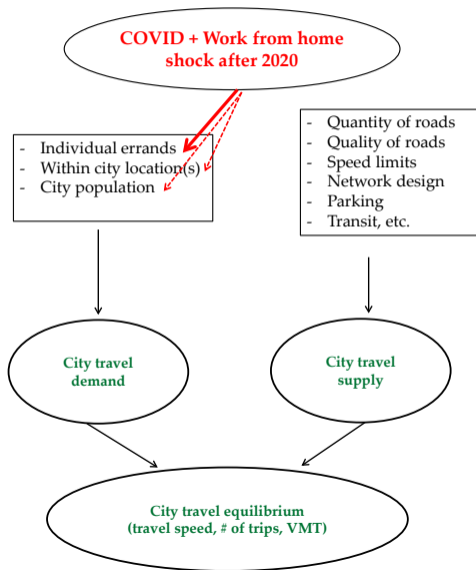 COVID + Work from home
shock after 2020
- Individual errands
- Within city location(s)
- City population
- Quantity of roads
- Quality of roads
- Speed limits
- Network design
- Parking
- Transit, etc.
City travel
demand
City travel
supply
City travel equilibrium
(travel speed, # of trips, VMT)